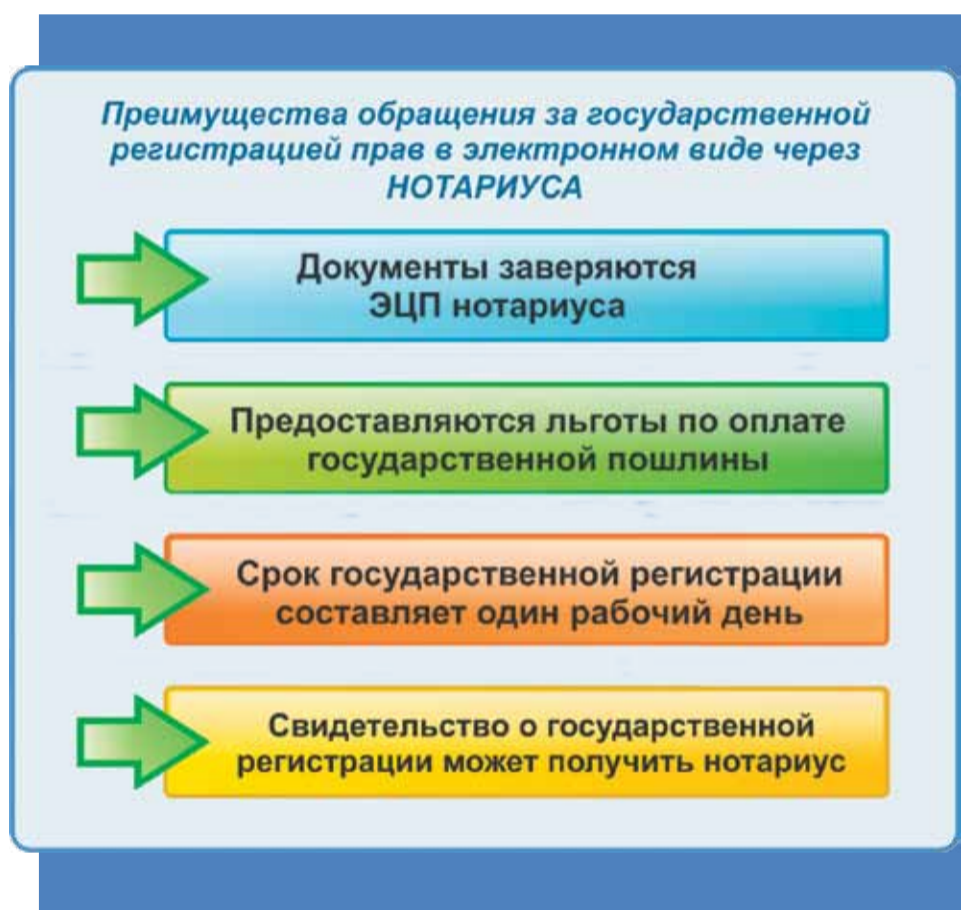 Преимущества обращения за государственной
регистрацией прав в электронном виде через
НОТАРИУСА
Документы заверяются
ЭЦП нотариуса
Предоставляются льготы по оплате
государственной пошлины
Срок государственной регистрации
составляет один рабочий день
Свидетельство о государственной
регистрации может получить нотариус